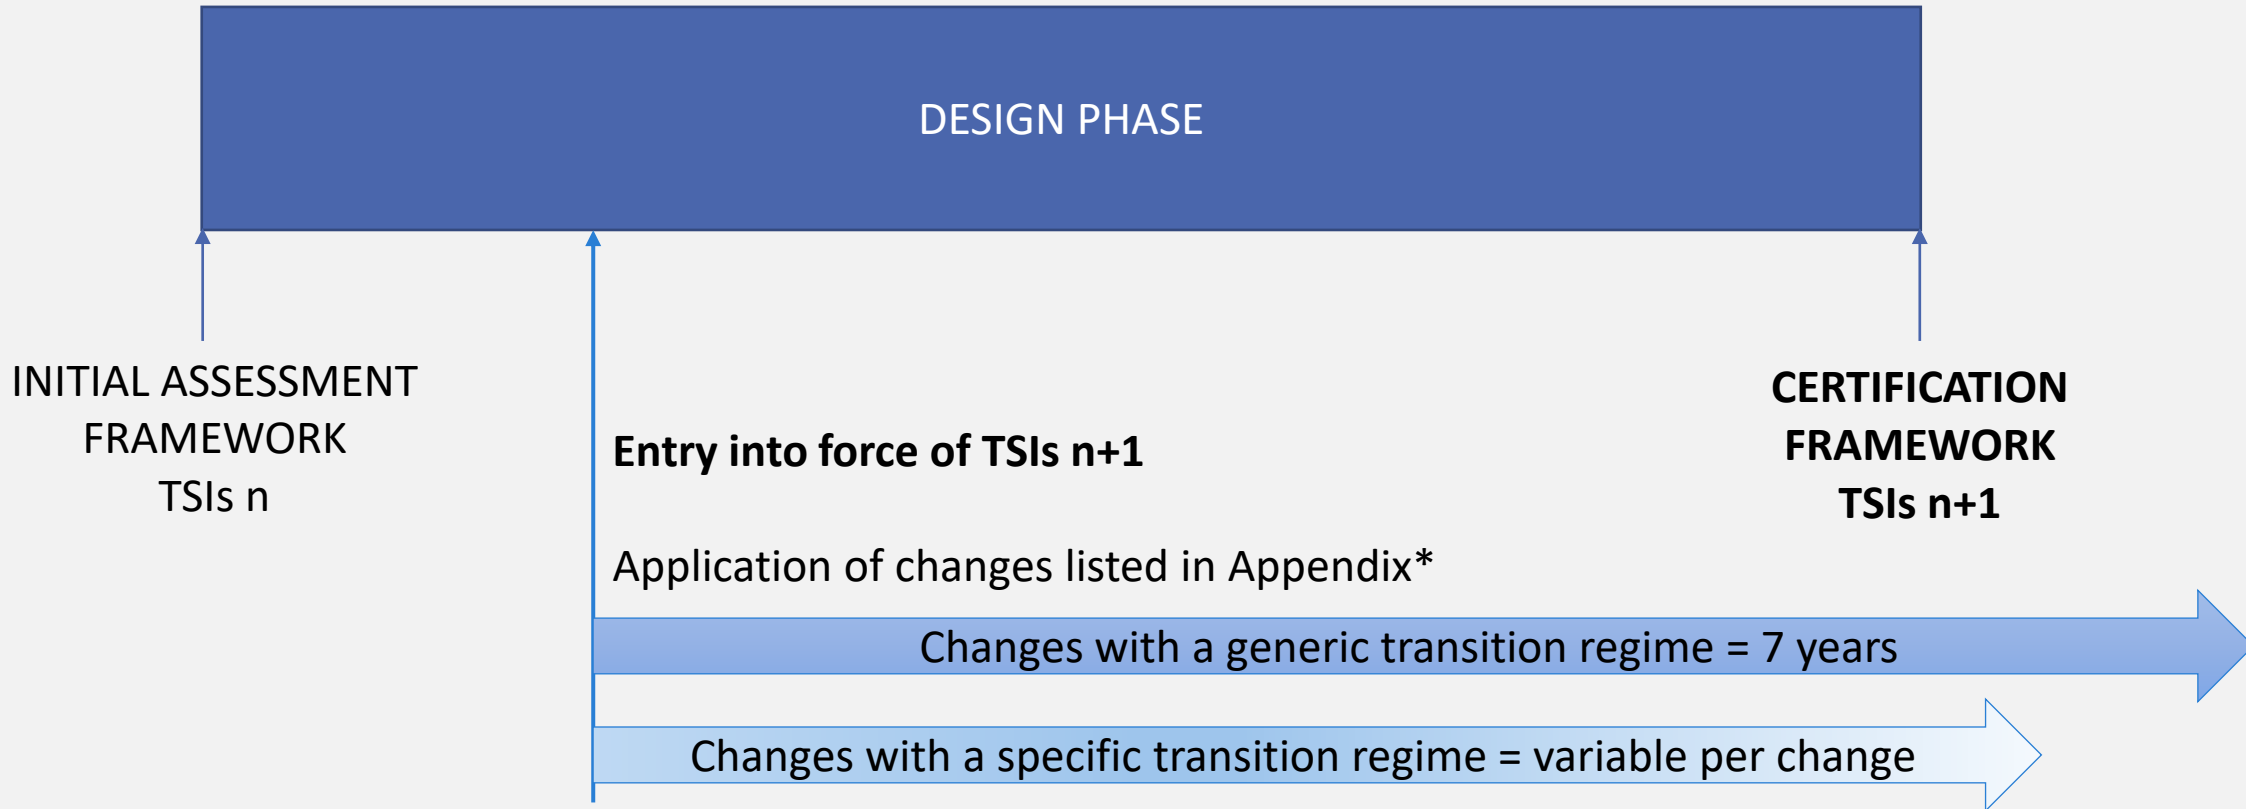 DESIGN PHASE
INITIAL ASSESSMENT
FRAMEWORK
TSIs n
Entry into force of TSIs n+1
Application of changes listed in Appendix*
CERTIFICATION
FRAMEWORK
TSIs n+1
Changes with a generic transition regime = 7 years
Changes with a specific transition regime = variable per change